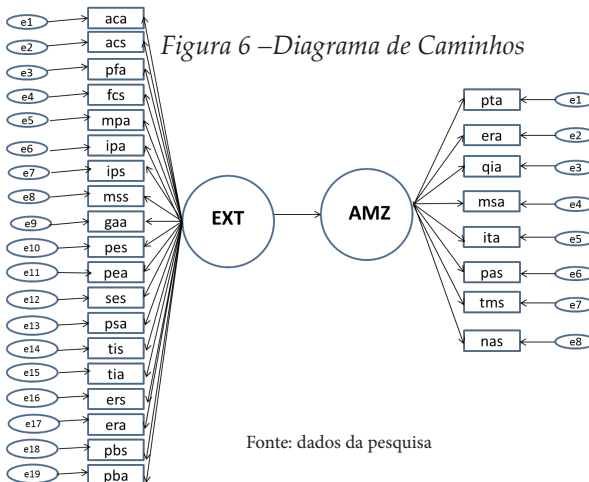 Figura 6 –Diagrama de Caminhos
e1 aca
e2 acs
e3 pfa
e4 fcs
e5 mpa
e6 ipa
e7 ips
e8 mss
e9 gaa
e10 pes
e11 pea
e12 ses
e13 psa
e14 tis
e15 tia
e16 ers
e17 era
e18 pbs
e19 pba
EXT
AMZ
pta e1
era e2
qia e3
msa e4
ita e5
pas e6
tms e7
nas e8
Fonte: dados da pesquisa